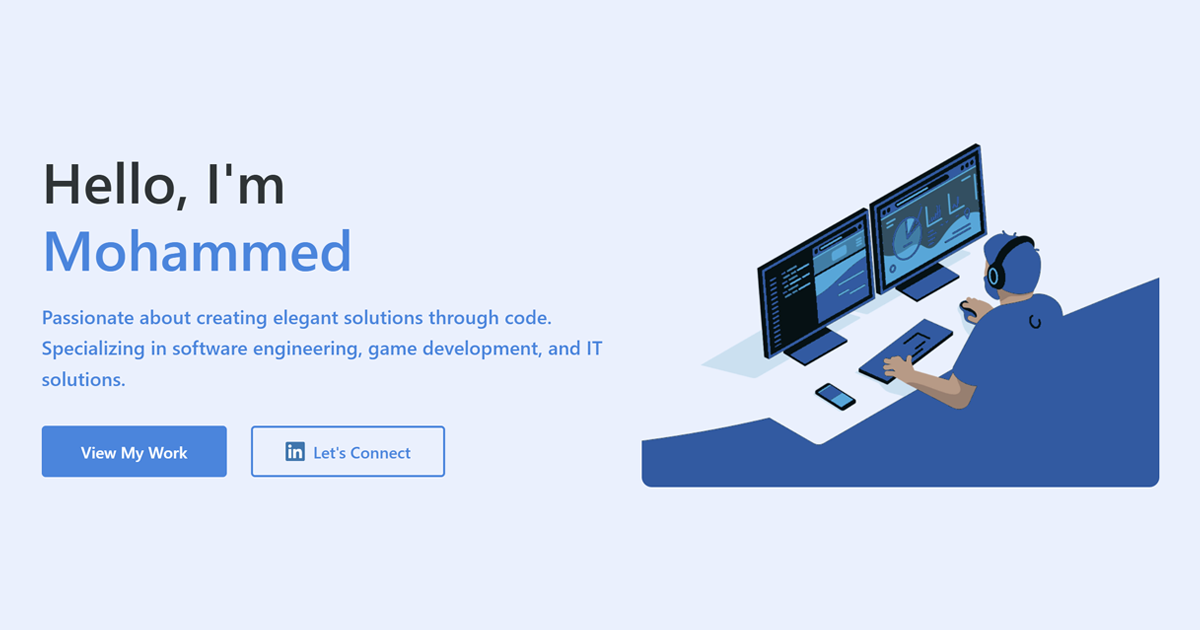 Hello, I'm
Mohammed
Passionate about creating elegant solutions through code.
Specializing in software engineering, game development, and IT
solutions.
View My Work
in Let's Connect